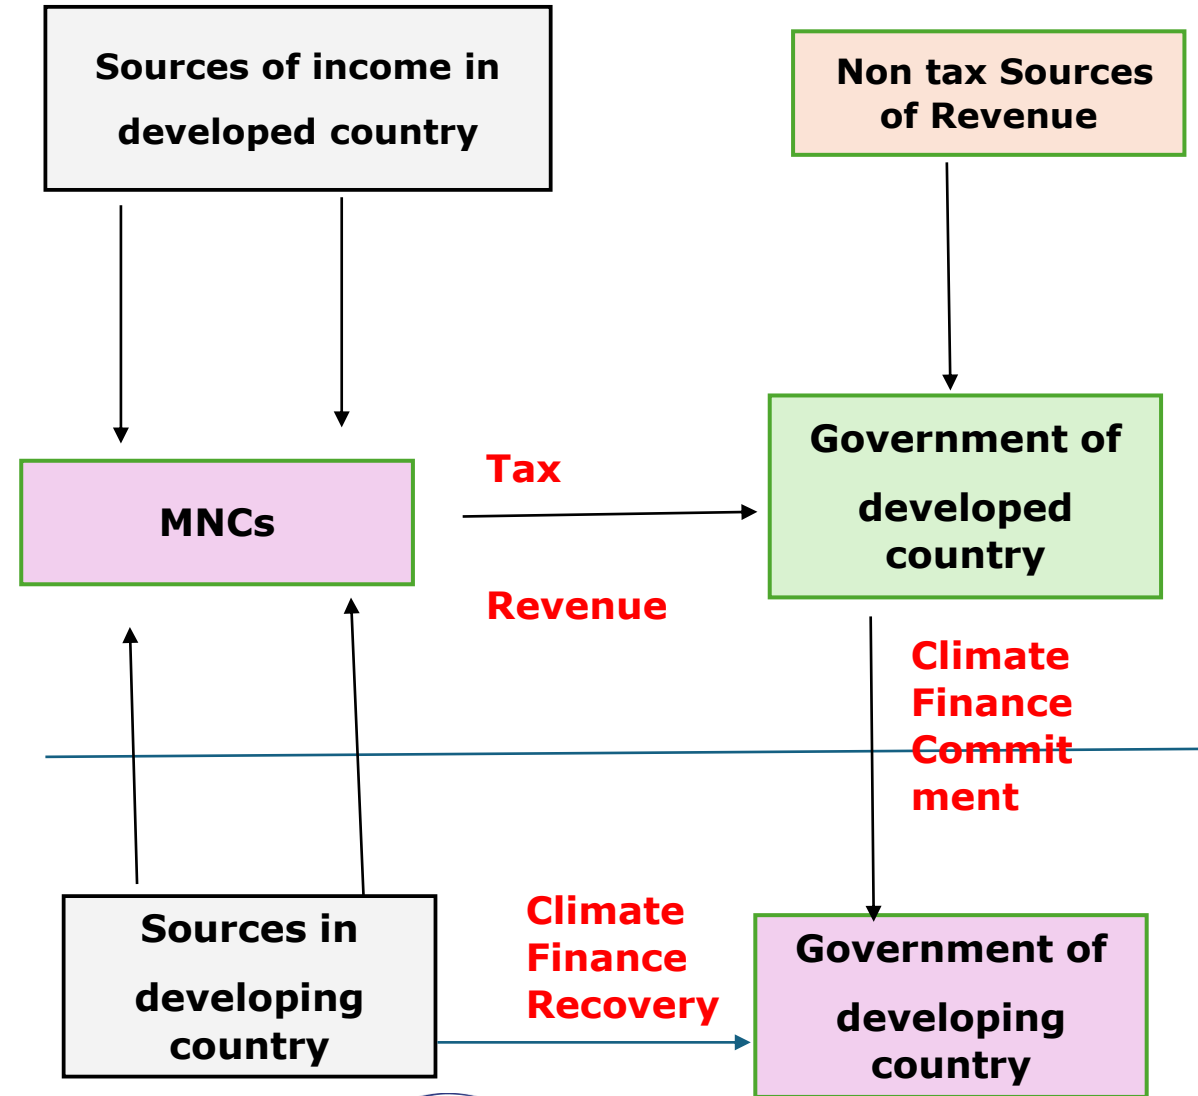 Sources of income in
developed country
Non tax Sources
of Revenue
MNCs
Tax
Revenue
Government of
developed
country
Climate
Finance
Commit
ment
Sources in
developing
country
Climate
Finance
Recovery
Government of
developing
country